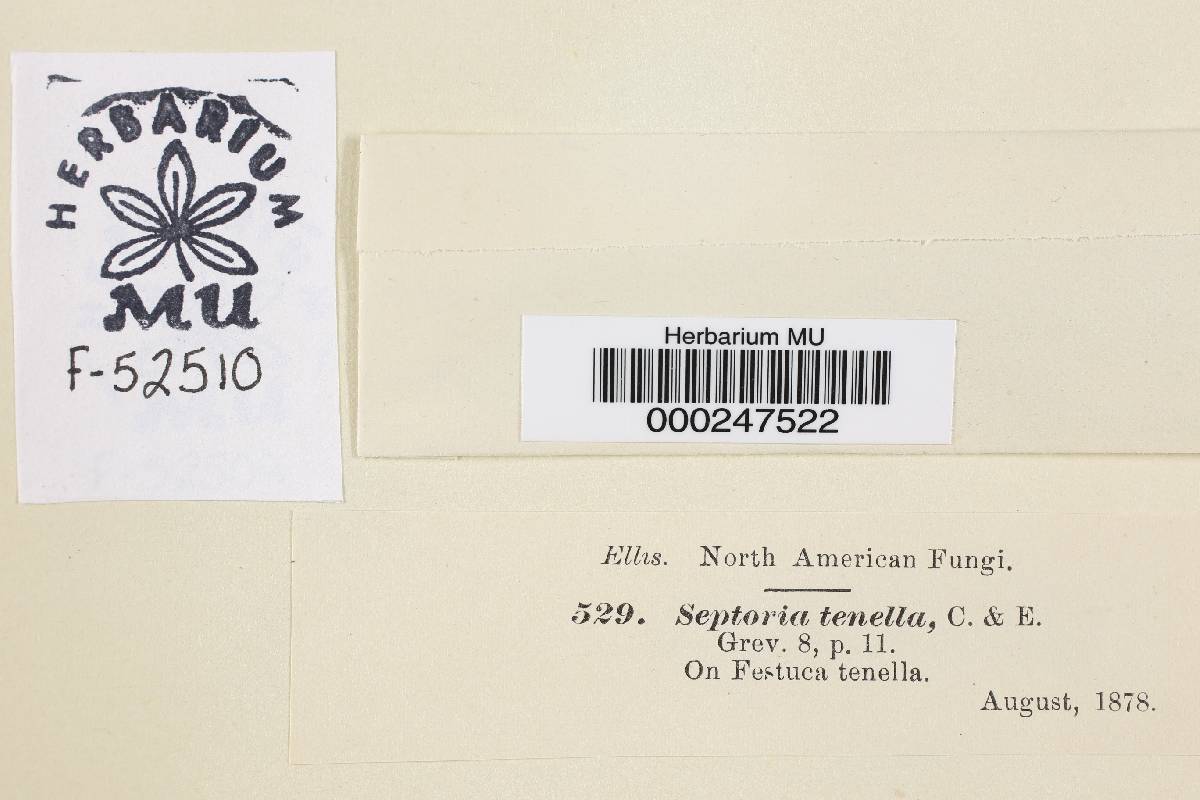 HERBARIUM
MU
F-52510
Herbarium MU
000247522
Ellis. North American Fungi.
529. Septoria tenella, C. & E.
Grev. 8, p. 11.
On Festuca tenella.
August, 1878.